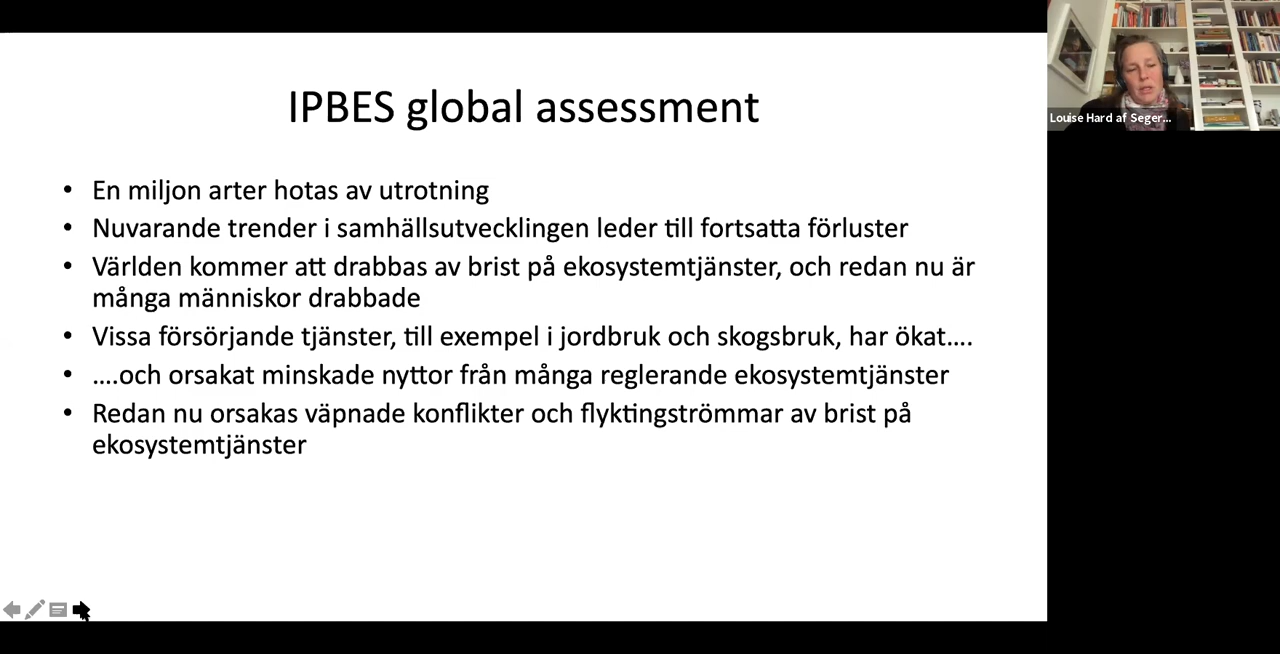 IPBES global assessment
• En miljon arter hotas av utrotning
• Nuvarande trender i samhällsutvecklingen leder till fortsatta förluster
• Världen kommer att drabbas av brist på ekosystemtjänster, och redan nu är
många människor drabbade
• Vissa försörjande tjänster, till exempel i jordbruk och skogsbruk, har ökat....
• ....och orsakat minskade nyttor från många reglerande ekosystemtjänster
• Redan nu orsakas väpnade konflikter och flyktingströmmar av brist på
ekosystemtjänster
Louise Hard af Seger...